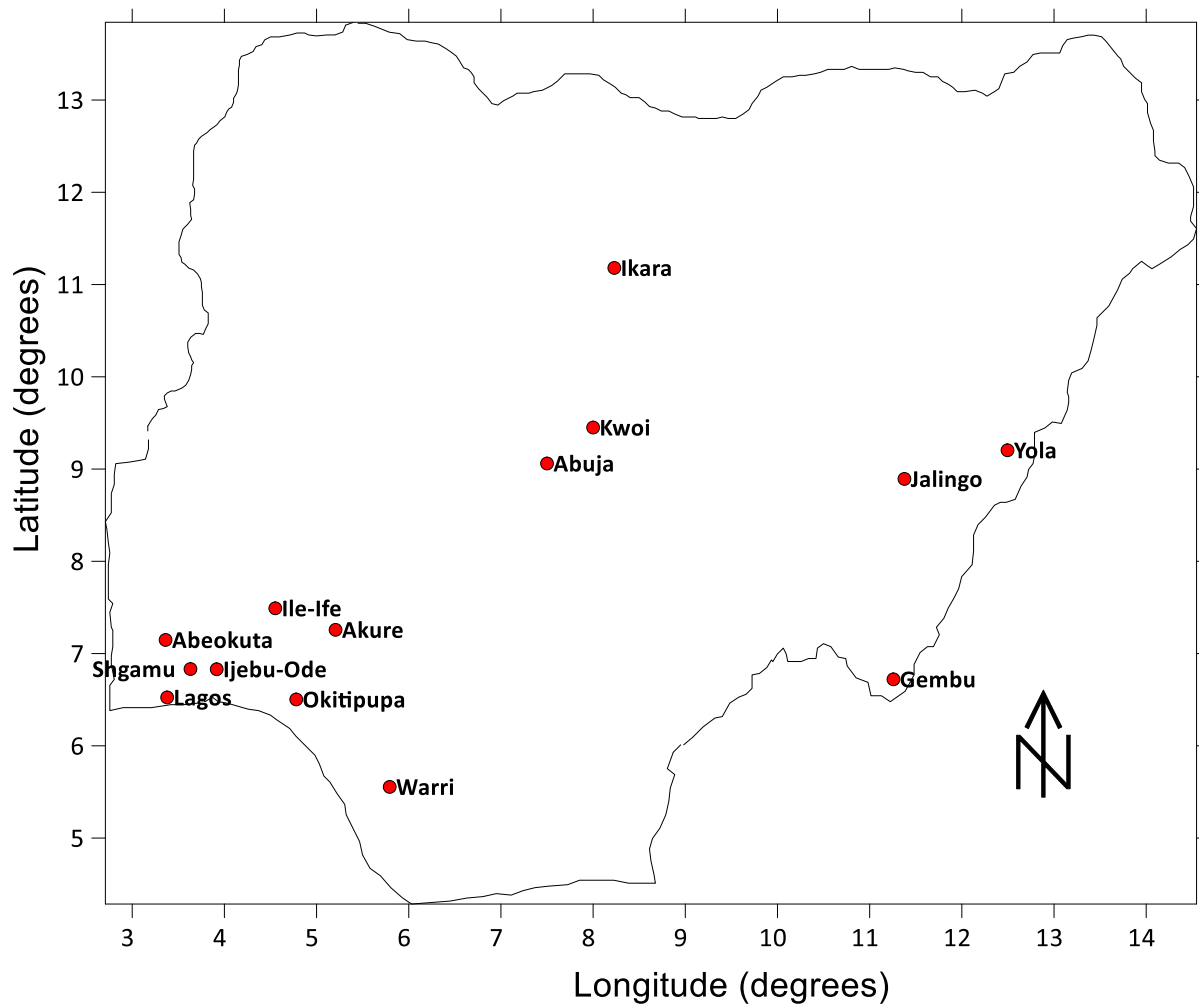 13
12
11
10
9
8
7
6
5
Latitude (degrees)
Ikara
Kwoi
Abuja
Yola
Jalingo
Ile-Ife
Akure
Abeokuta
Shgamu
Ijebu-Ode
Gembu
Lagos
Okitipupa
N
Warri
3 4 5 6 7 8 9 10 11 12 13 14
Longitude (degrees)